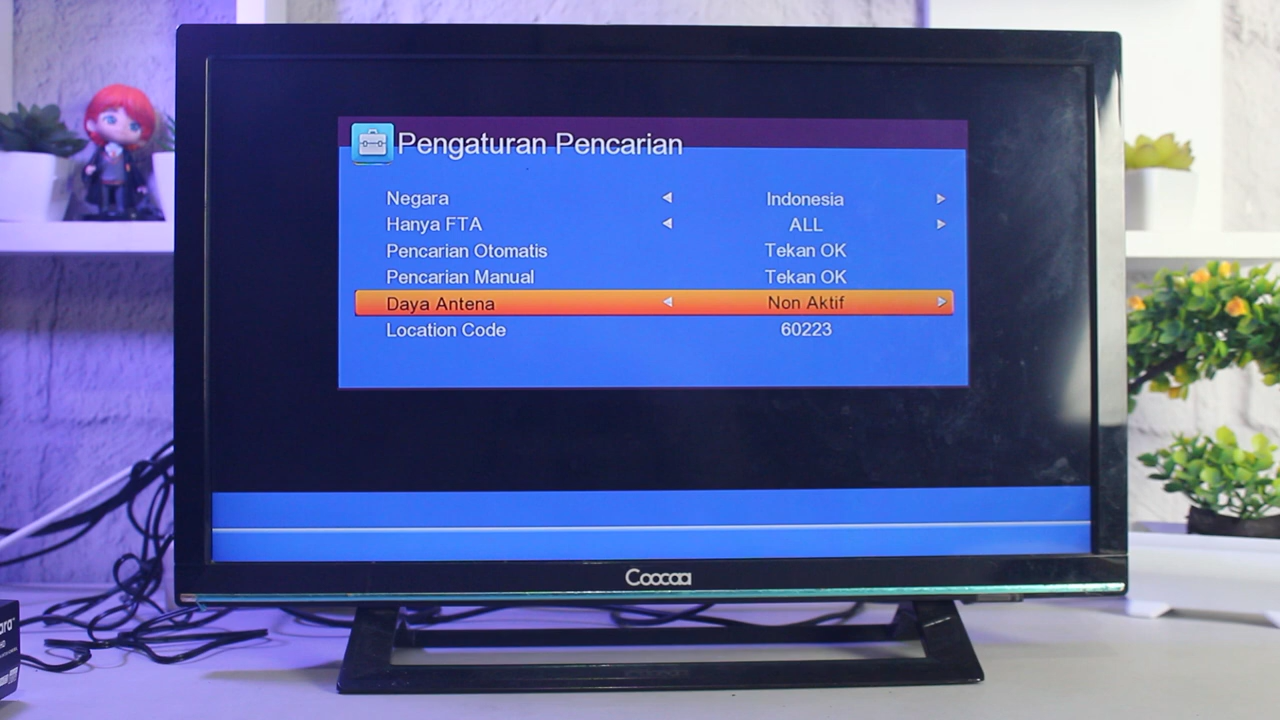 Pengaturan Pencarian
Negara Indonesia
Hanya FTA ALL
Pencarian Otomatis Tekan OK
Pencarian Manual Tekan OK
Daya Antena Non Aktif
Location Code 60223
Coocaa